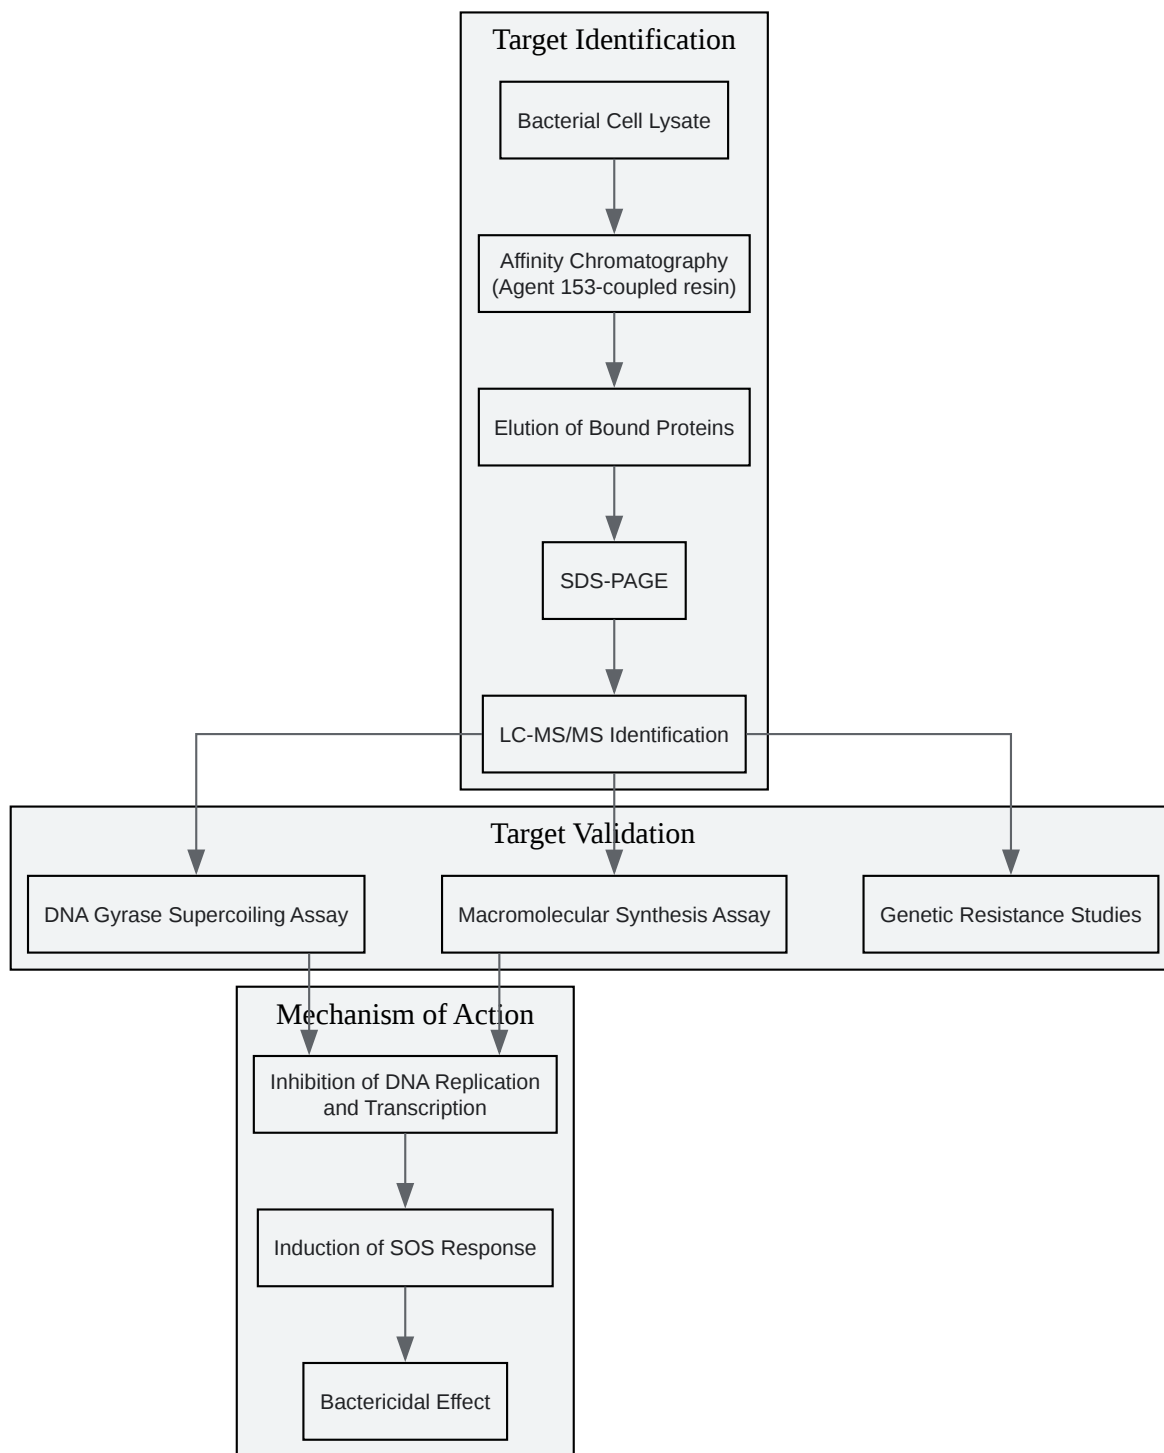 Target Identification
Bacterial Cell Lysate
Affinity Chromatography
(Agent 153-coupled resin)
Elution of Bound Proteins
SDS-PAGE
LC-MS/MS Identification
Target Validation
DNA Gyrase Supercoiling Assay
Macromolecular Synthesis Assay
Genetic Resistance Studies
Mechanism of Action
Inhibition of DNA Replication
and Transcription
Induction of SOS Response
Bactericidal Effect